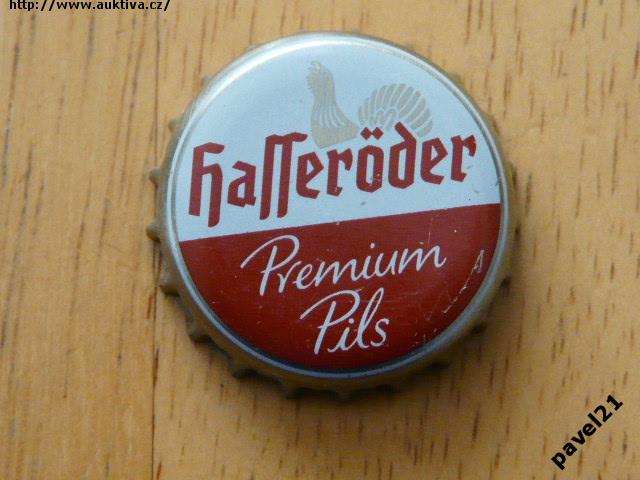 http://www.auktiva.cz/
Hasseröder
Premium
Pils
pavel21